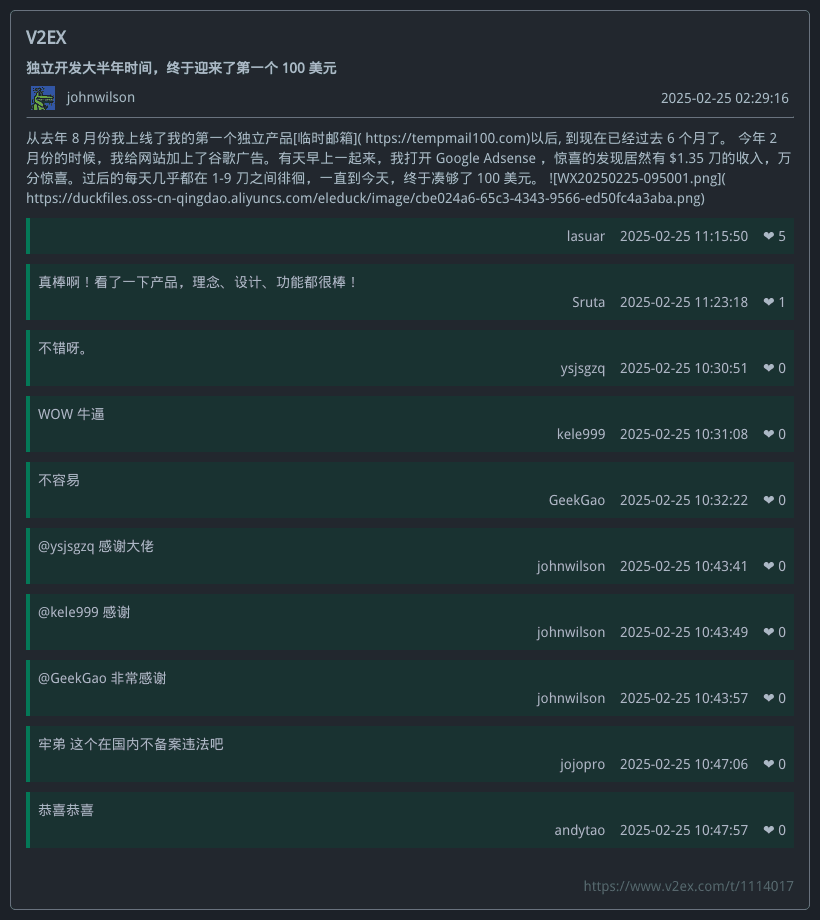 V2EX
独立开发大半年时间，终于迎来了第一个 100 美元
johnwilson
2025-02-25 02:29:16
从去年 8 月份我上线了我的第一个独立产品[临时邮箱]( https://tempmail100.com)以后, 到现在已经过去 6 个月了。 今年 2
月份的时候，我给网站加上了谷歌广告。有天早上一起来，我打开 Google Adsense ，惊喜的发现居然有 $1.35 刀的收入，万
分惊喜。过后的每天几乎都在 1-9 刀之间徘徊，一直到今天，终于凑够了 100 美元。 ![WX20250225-095001.png](
https://duckfiles.oss-cn-qingdao.aliyuncs.com/eleduck/image/cbe024a6-65c3-4343-9566-ed50fc4a3aba.png)
lasuar 2025-02-25 11:15:50 ❤ 5
真棒啊！看了一下产品，理念、设计、功能都很棒！
Sruta 2025-02-25 11:23:18 ❤ 1
不错呀。
ysjsgzq 2025-02-25 10:30:51 ❤ 0
WOW 牛逼
kele999 2025-02-25 10:31:08 ❤ 0
不容易
GeekGao 2025-02-25 10:32:22 ❤ 0
@ysjsgzq 感谢大佬
johnwilson 2025-02-25 10:43:41 ❤ 0
@kele999 感谢
johnwilson 2025-02-25 10:43:49 ❤ 0
@GeekGao 非常感谢
johnwilson 2025-02-25 10:43:57 ❤ 0
牢弟 这个在国内不备案违法吧
jojopro 2025-02-25 10:47:06 ❤ 0
恭喜恭喜
andytao 2025-02-25 10:47:57 ❤ 0
https://www.v2ex.com/t/1114017